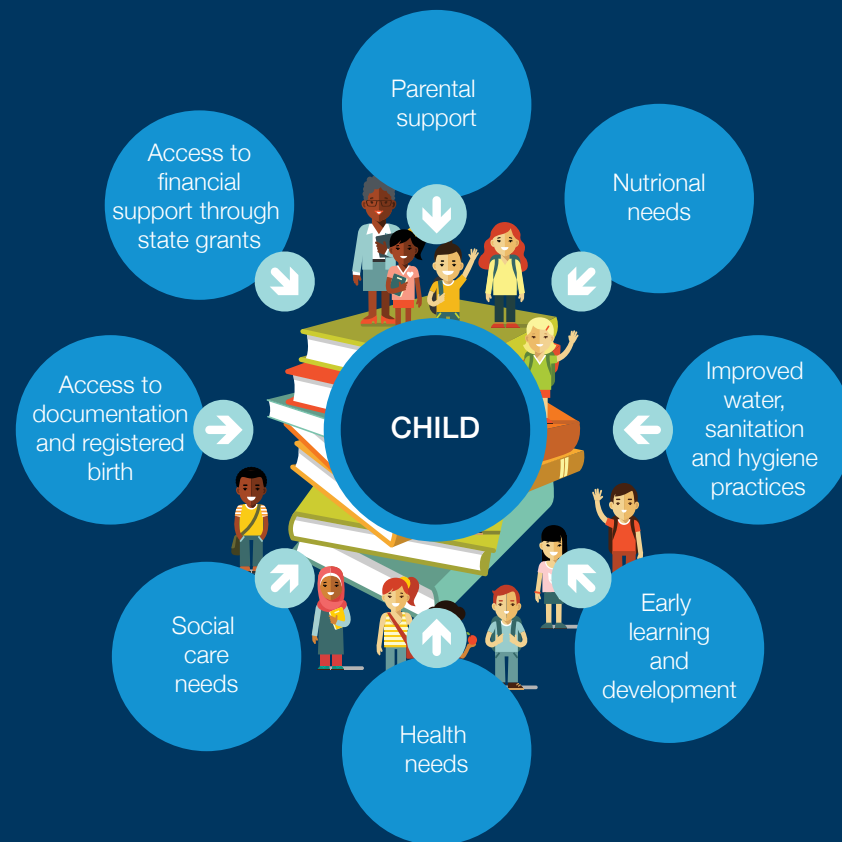 Parental
support
Access to
financial
support through
state grants
Nutrional
needs
Access to
documentation
and registered
birth
CHILD
Improved
water,
sanitation
and hygiene
practices
Social
care
needs
Early
learning
and
development
Health
needs